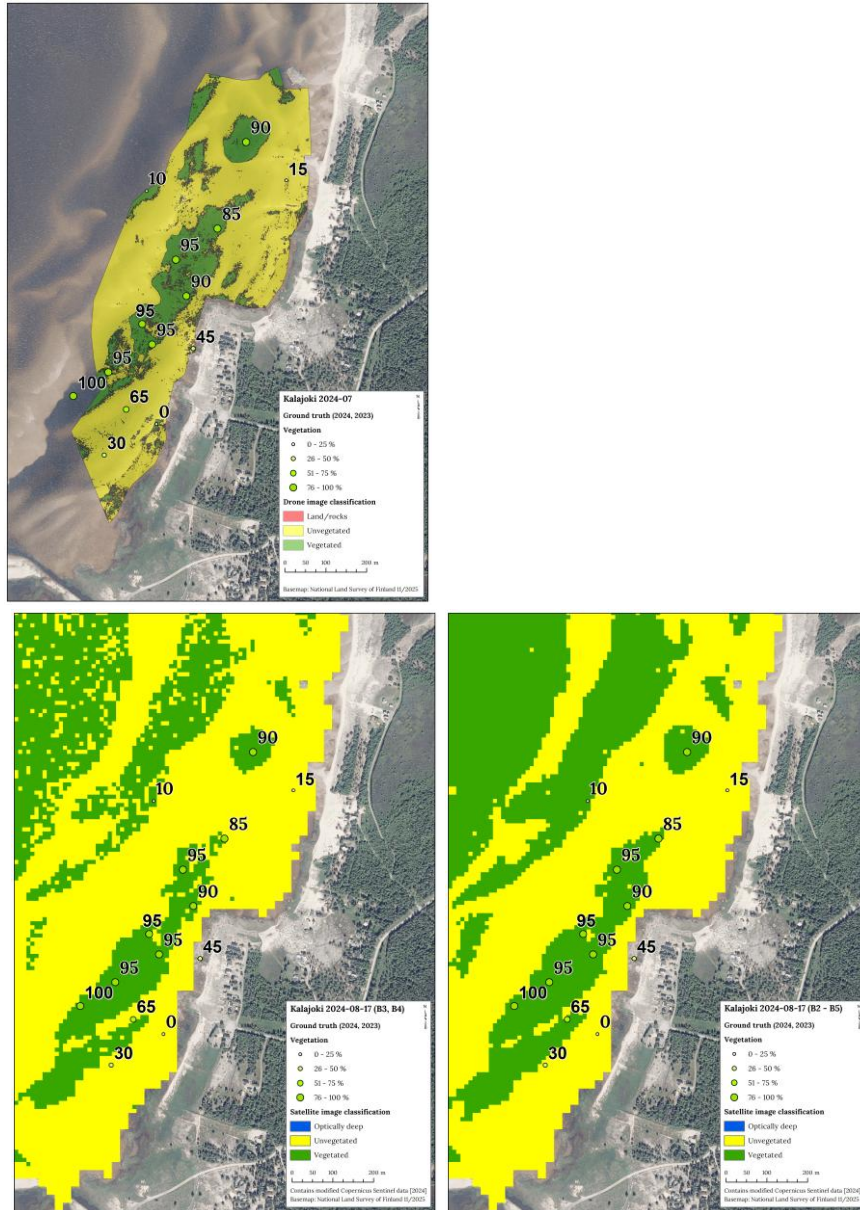 90
15
10
85
95
90
95
95
45
95
100
65
0
30
Kalajoki 2024-07
Ground truth (2024, 2023)
Vegetation
0 - 25 %
26 - 50 %
51 - 75 %
76 - 100 %
Drone image classification
Land/rocks
Unvegetated
Vegetated
0 50 100 200 m
Basemap: National Land Survey of Finland 11/2025
90
15
10
85
95
90
95
95
45
95
100
65
0
30
Kalajoki 2024-08-17 (B3, B4)
Ground truth (2024, 2023)
Vegetation
0 - 25 %
26 - 50 %
51 - 75 %
76 - 100 %
Satellite image classification
Optically deep
Unvegetated
Vegetated
0 50 100 200 m
Contains modified Copernicus Sentinel data [2024]
Basemap: National Land Survey of Finland 11/2025
90
15
10
85
95
90
95
95
45
95
100
65
0
30
Kalajoki 2024-08-17 (B2 - B5)
Ground truth (2024, 2023)
Vegetation
0 - 25 %
26 - 50 %
51 - 75 %
76 - 100 %
Satellite image classification
Optically deep
Unvegetated
Vegetated
0 50 100 200 m
Contains modified Copernicus Sentinel data [2024]
Basemap: National Land Survey of Finland 11/2025